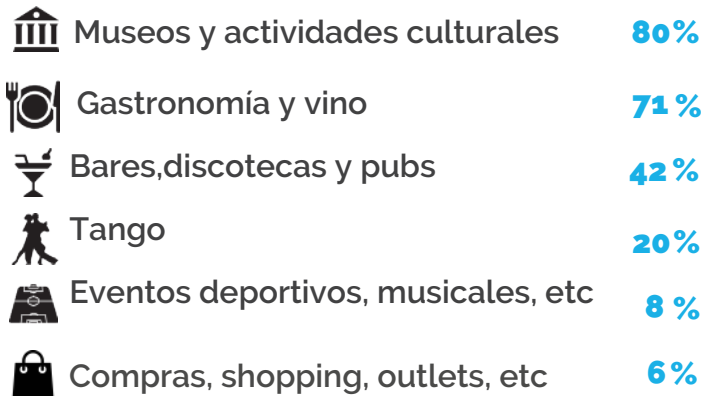 Museos y actividades culturales 80%
Gastronomía y vino 71 %
Bares,discotecas y pubs 42 %
Tango 20%
Eventos deportivos, musicales, etc 8 %
Compras, shopping, outlets, etc 6%